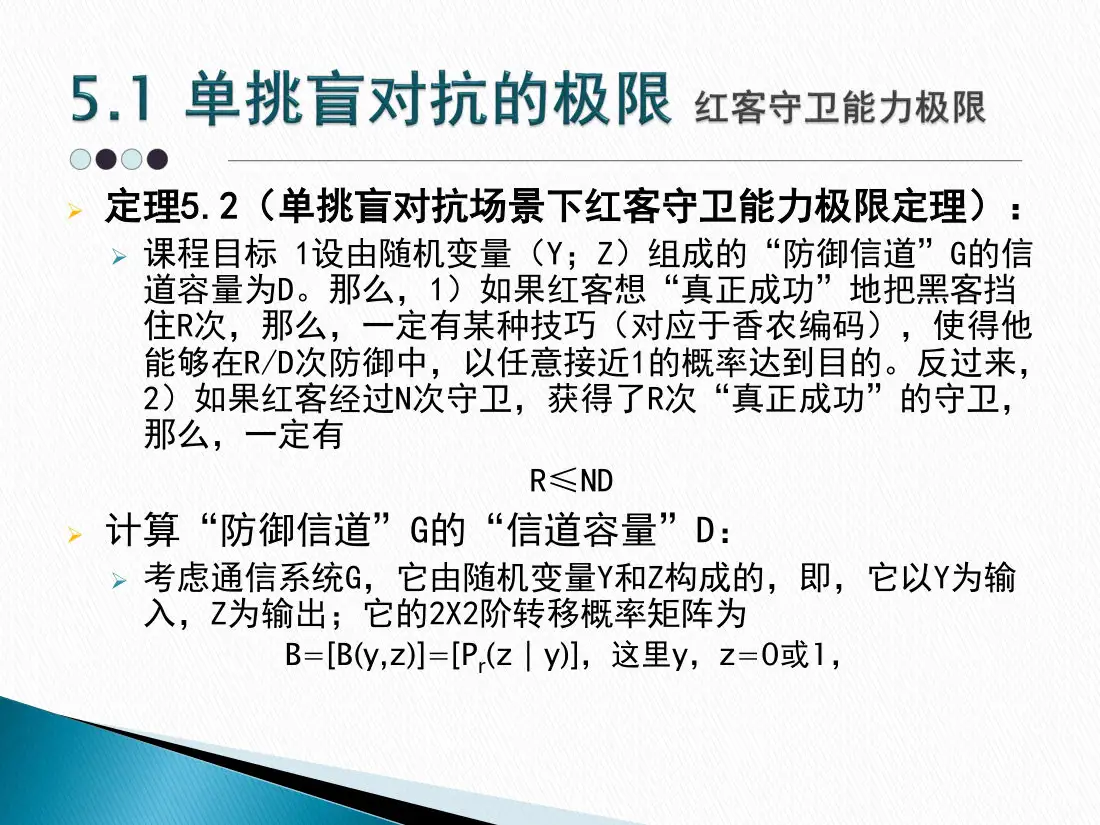 5.1 单挑盲对抗的极限 红客守卫能力极限
定理5.2（单挑盲对抗场景下红客守卫能力极限定理）：
课程目标 1设由随机变量（Y；Z）组成的“防御信道”G的信
道容量为D。那么，1）如果红客想“真正成功”地把黑客挡
住R次，那么，一定有某种技巧（对应于香农编码），使得他
能够在R/D次防御中，以任意接近1的概率达到目的。反过来，
2）如果红客经过N次守卫，获得了R次“真正成功”的守卫，
那么，一定有
R≤ND
计算“防御信道”G的“信道容量”D：
考虑通信系统G，它由随机变量Y和Z构成的，即，它以Y为输
入，Z为输出；它的2X2阶转移概率矩阵为
B=[B(y,z)]=[Pr(z｜y)]，这里y，z=0或1，